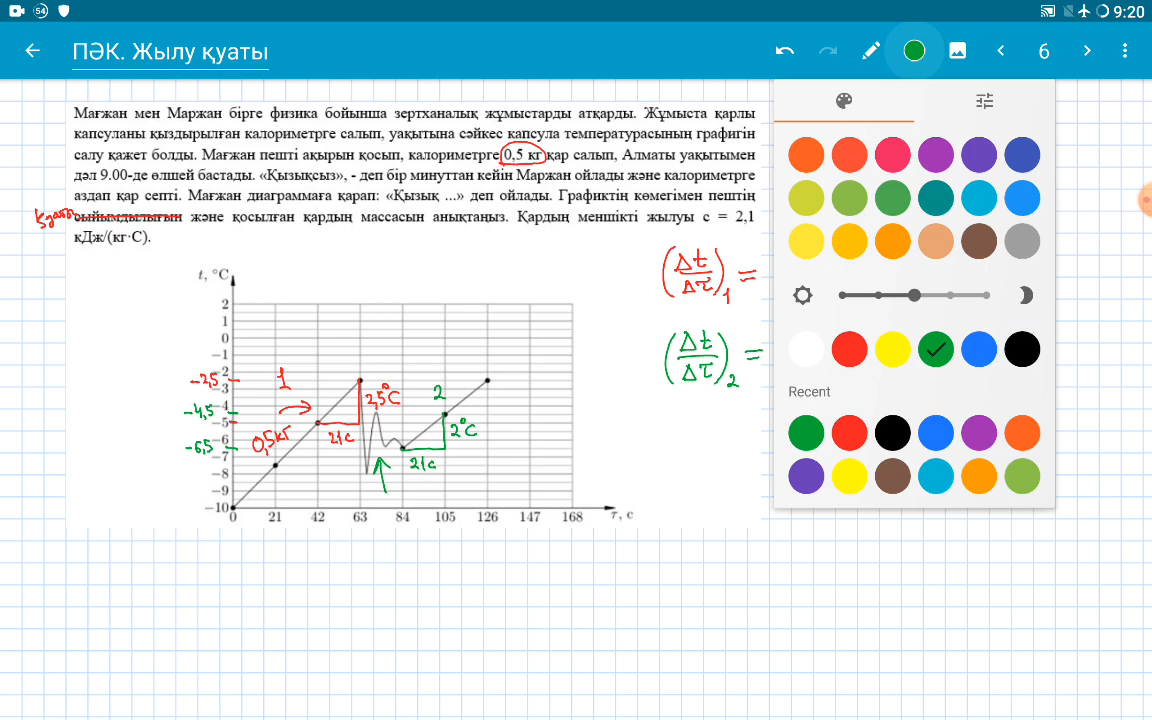 54
9:20
ПӘК. Жылу қуаты
6
Мағжан мен Маржан бірге физика бойынша зертханалық жұмыстарды атқарды. Жұмыста қарлы
капсуланы қыздырылған калориметрге салып, уақытына сәйкес капсула температурасының графигін
салу қажет болды. Мағжан пешті ақырын қосып, калориметрге 0,5 кг қар салып, Алматы уақытымен
дәл 9.00-де өлшей бастады. «Қызықсыз», - деп бір минуттан кейін Маржан ойлады және калориметрге
аздап қар септі. Мағжан диаграммаға қарап: «Қызық ...» деп ойлады. Графиктің көмегімен пештің
қуатын сыйымдылығын және қосылған қардың массасын анықтаңыз. Қардың меншікті жылуы c = 2,1
кДж/(кг·С).
t, °C
2
1
0
−1
−2
−2,5
−3
−4
−4,5
−5
−6
−6,5
−7
−8
−9
−10
1
0,5кг
21с
2,5°С
2
2°С
21с
0 21 42 63 84 105 126 147 168 τ, с
(Δt/Δτ)₁ =
(Δt/Δτ)₂ =
Recent